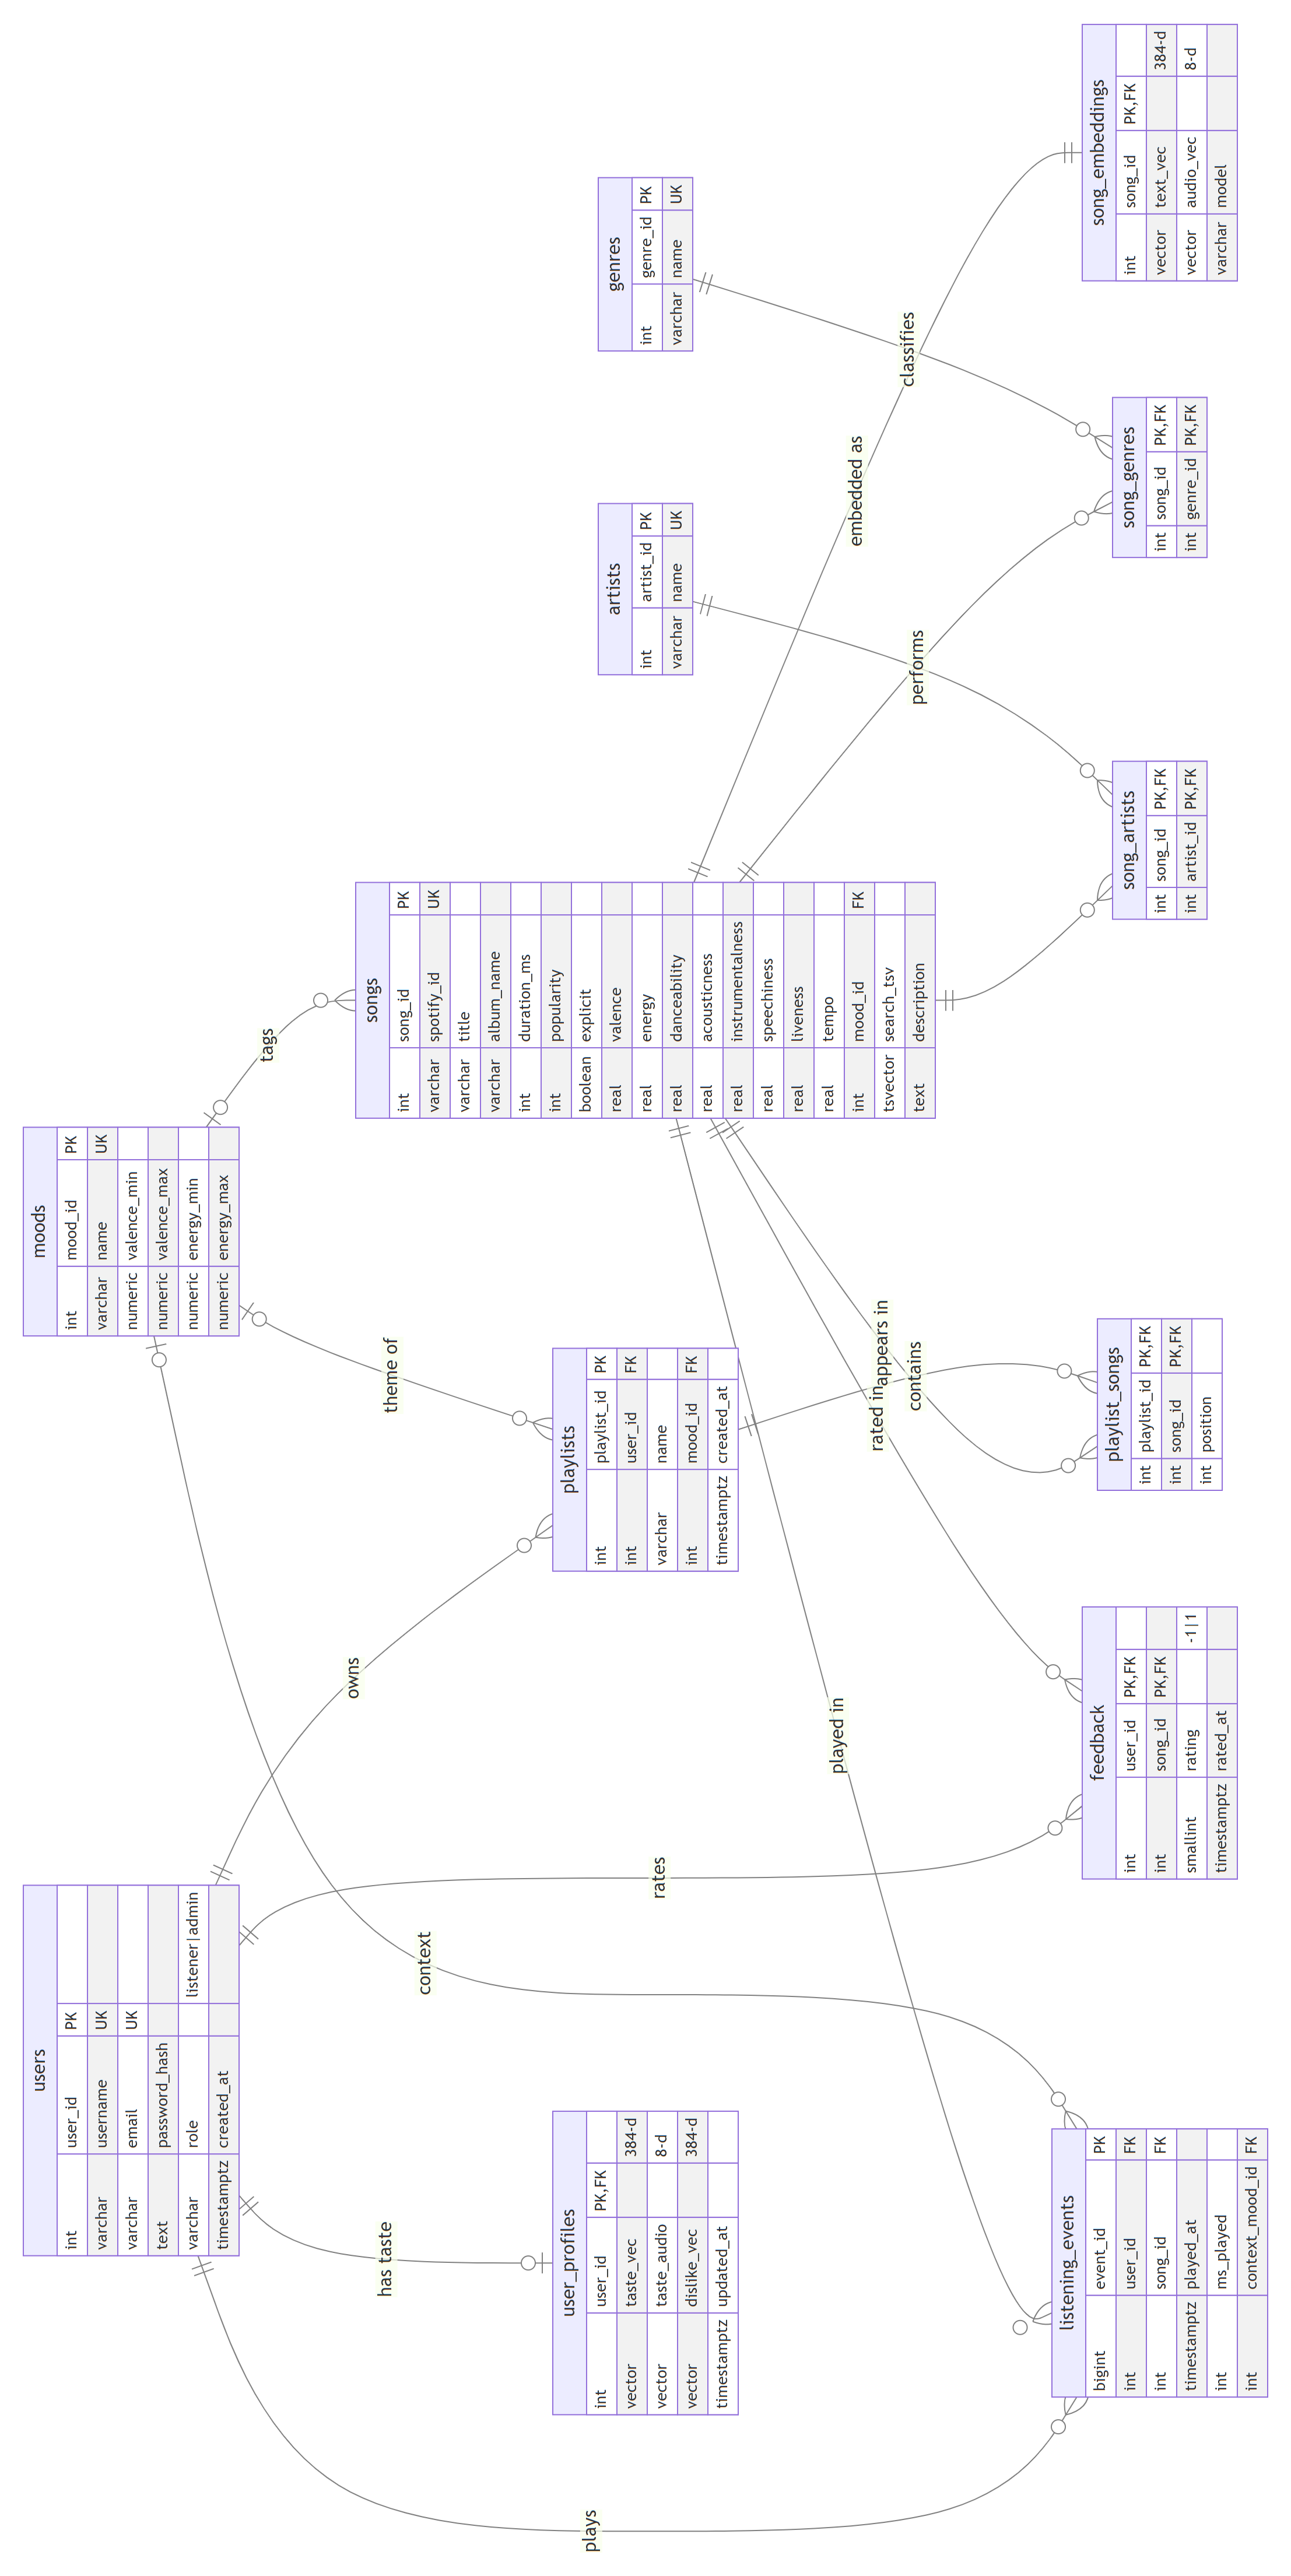 users
int user_id PK
varchar username UK
varchar email UK
text password_hash
varchar role listener|admin
timestamptz created_at
moods
int mood_id PK
varchar name UK
numeric valence_min
numeric valence_max
numeric energy_min
numeric energy_max
tags
owns
has taste
context
theme of
songs
int song_id PK
varchar spotify_id UK
varchar title
varchar album_name
int duration_ms
int popularity
boolean explicit
real valence
real energy
real danceability
real acousticness
real instrumentalness
real speechiness
real liveness
real tempo
int mood_id FK
tsvector search_tsv
text description
user_profiles
int user_id PK,FK
vector taste_vec 384-d
vector taste_audio 8-d
vector dislike_vec 384-d
timestamptz updated_at
playlists
int playlist_id PK
int user_id FK
varchar name
int mood_id FK
timestamptz created_at
artists
int artist_id PK
varchar name UK
genres
int genre_id PK
varchar name UK
plays
rates
played in
rated in
appears in
contains
performs
embedded as
classifies
listening_events
bigint event_id PK
int user_id FK
int song_id FK
timestamptz played_at
int ms_played
int context_mood_id FK
feedback
int user_id PK,FK
int song_id PK,FK
smallint rating -1|1
timestamptz rated_at
playlist_songs
int playlist_id PK,FK
int song_id PK,FK
int position
song_artists
int song_id PK,FK
int artist_id PK,FK
song_genres
int song_id PK,FK
int genre_id PK,FK
song_embeddings
int song_id PK,FK
vector text_vec 384-d
vector audio_vec 8-d
varchar model